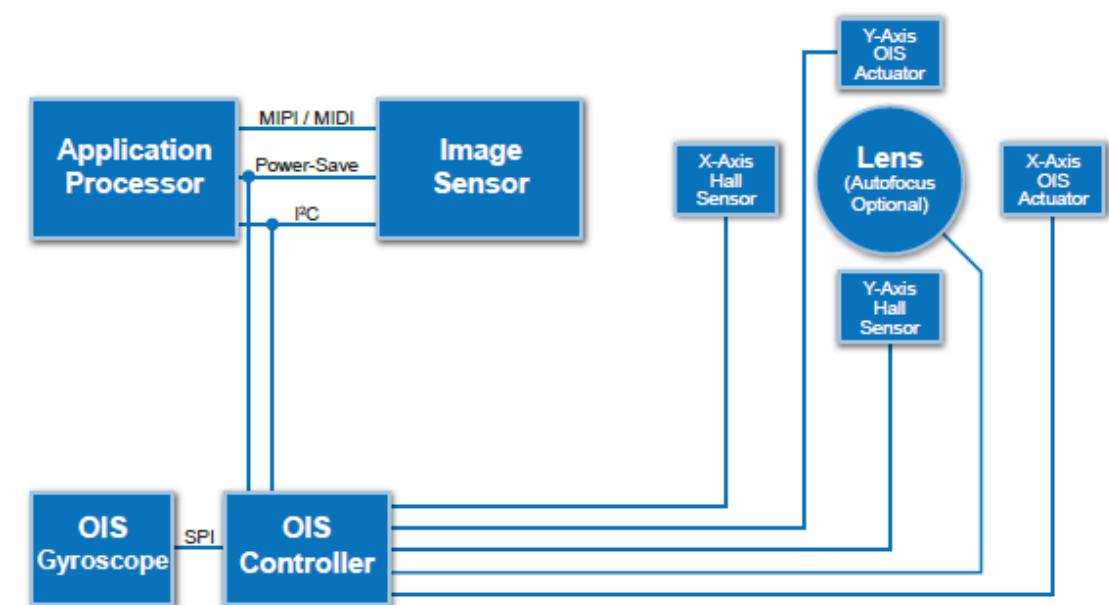 Y-Axis
OIS
Actuator
Application
Processor
MIPI / MIDI
Power-Save
I²C
Image
Sensor
X-Axis
Hall
Sensor
Lens
(Autofocus
Optional)
X-Axis
OIS
Actuator
Y-Axis
Hall
Sensor
OIS
Gyroscope
SPI
OIS
Controller